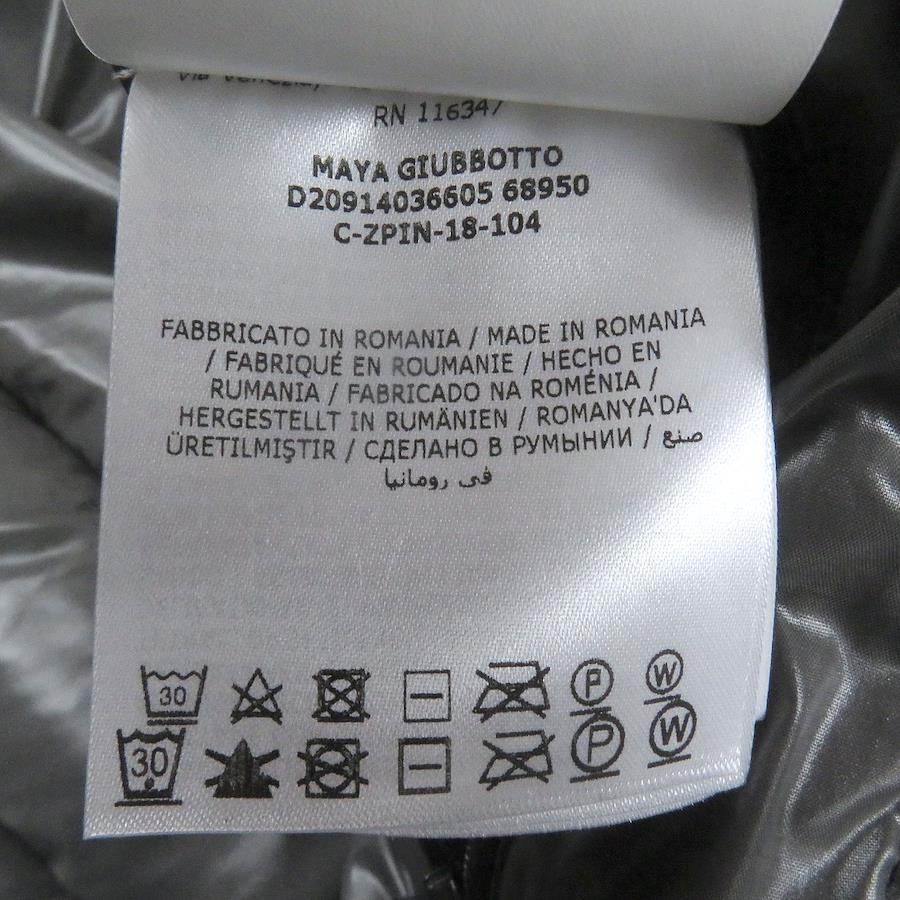 RN 116347
MAYA GIUBBOTTO
D20914036605 68950
C-ZPIN-18-104
FABBRICATO IN ROMANIA / MADE IN ROMANIA
/ FABRIQUÉ EN ROUMANIE / HECHO EN
RUMANIA / FABRICADO NA ROMÉNIA /
HERGESTELLT IN RUMÄNIEN / ROMANYA'DA
ÜRETILMIŞTIR / СДЕЛАНО В РУМЫНИИ / صنع
في رومانيا
30 P W
30 P W